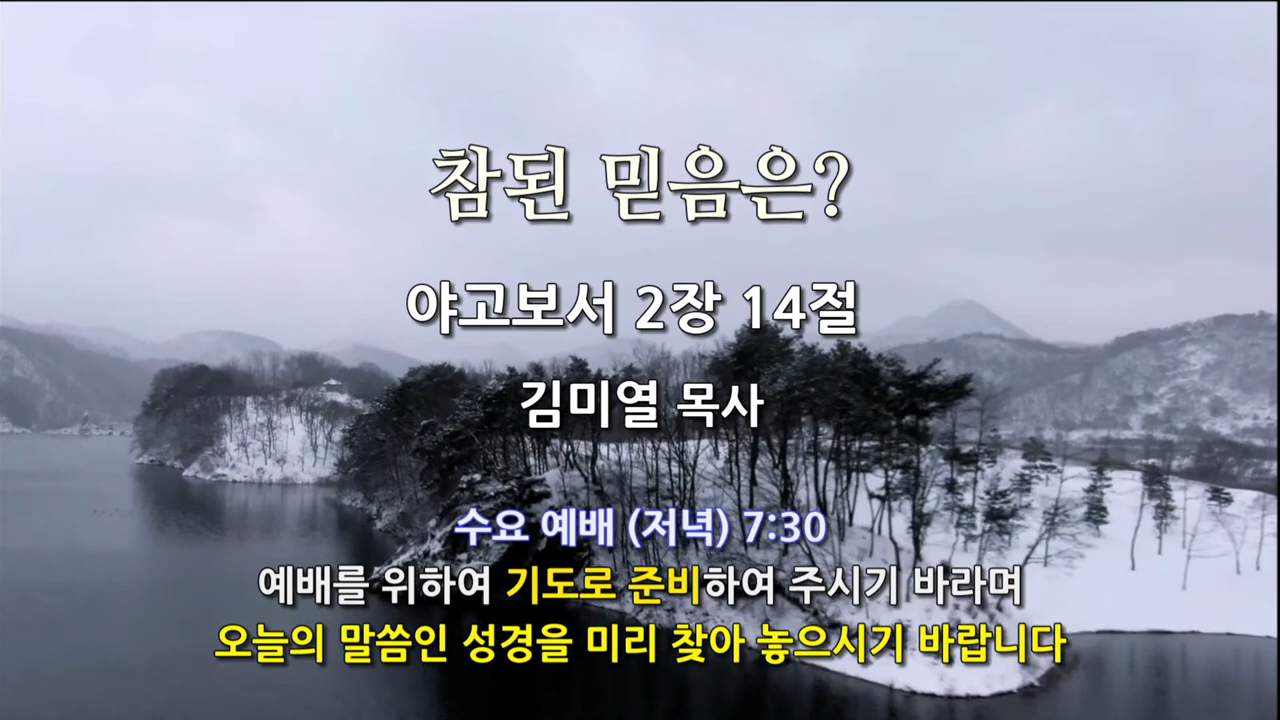 참된 믿음은?
야고보서 2장 14절
김미열 목사
수요 예배 (저녁) 7:30
예배를 위하여 기도로 준비하여 주시기 바라며
오늘의 말씀인 성경을 미리 찾아 놓으시기 바랍니다